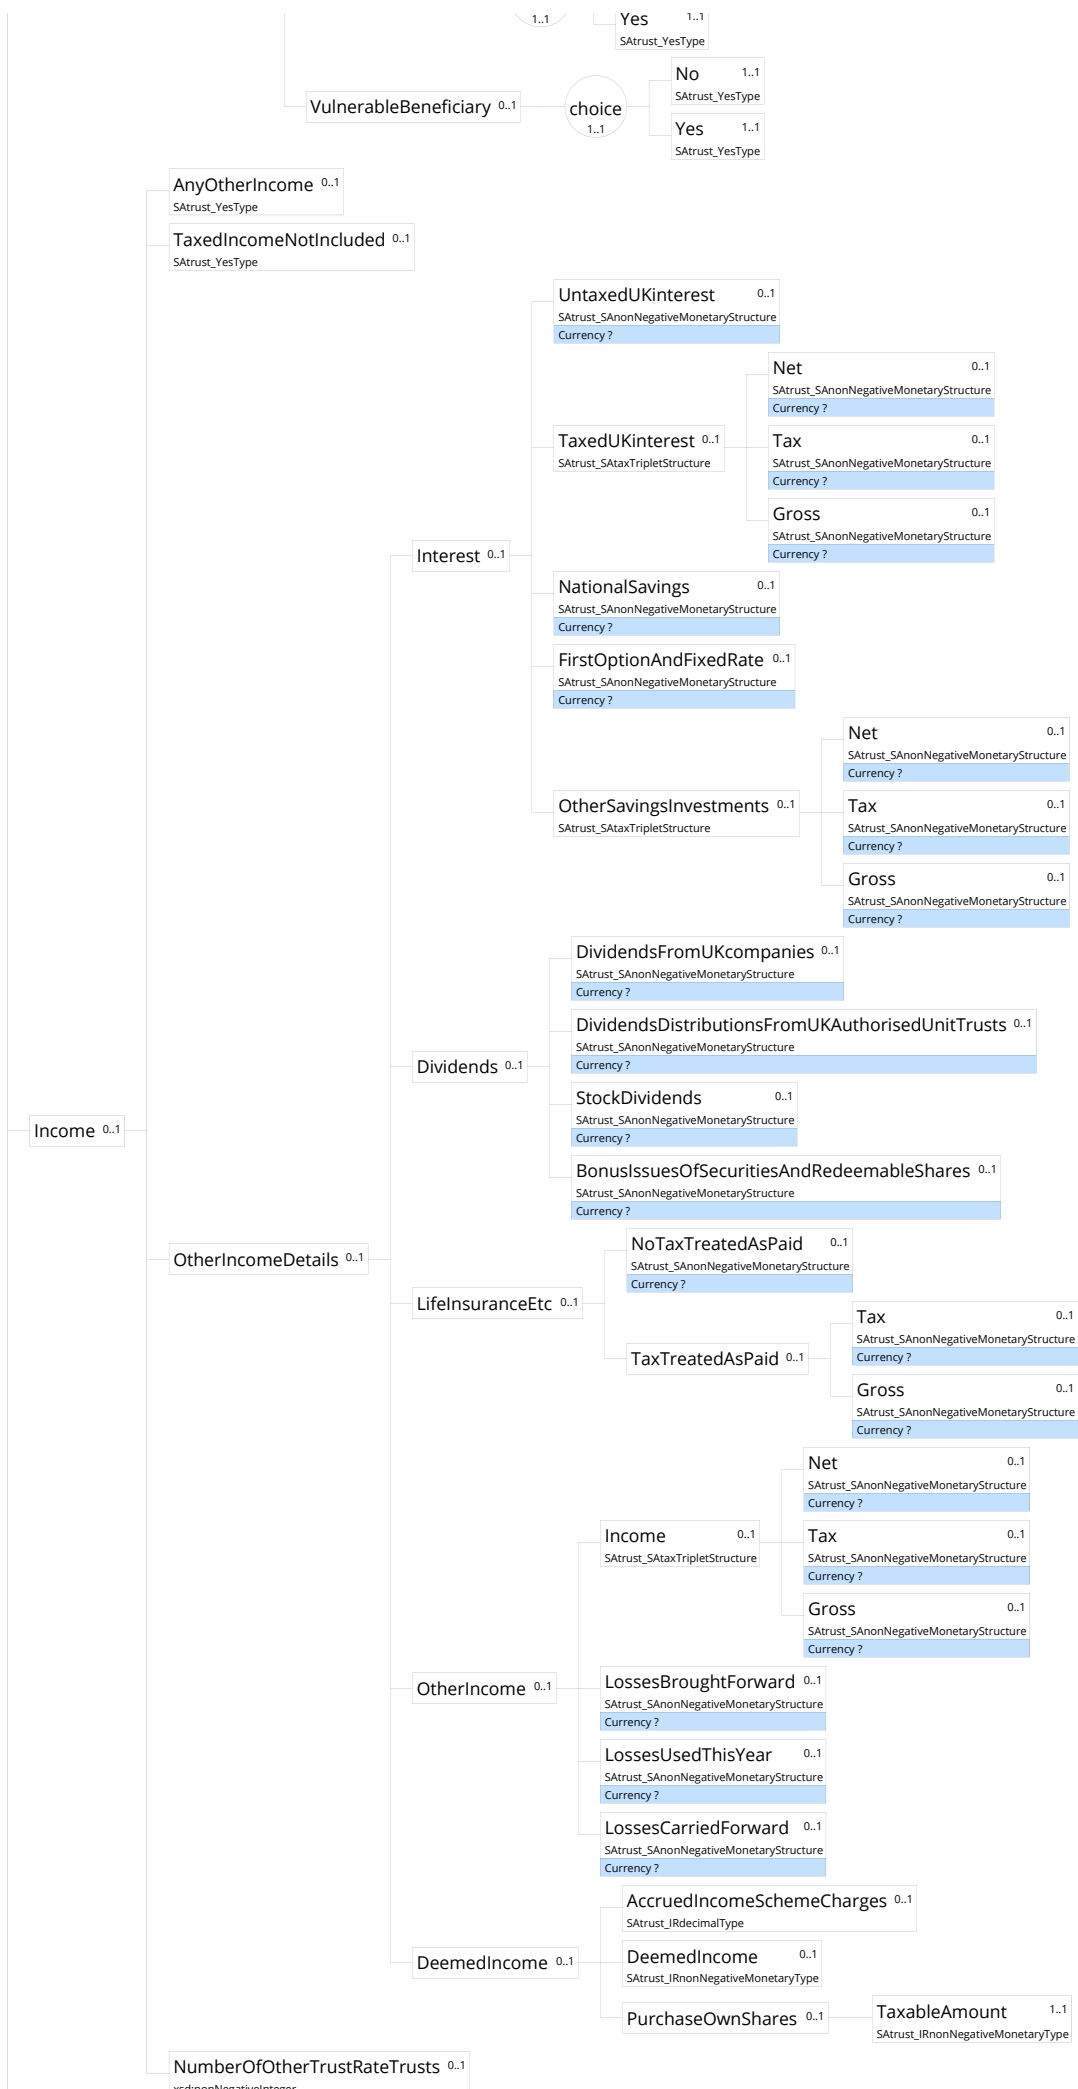 1..1
Yes 1..1
SAtrust_YesType
VulnerableBeneficiary 0..1
choice
1..1
No 1..1
SAtrust_YesType
Yes 1..1
SAtrust_YesType
AnyOtherIncome 0..1
SAtrust_YesType
TaxedIncomeNotIncluded 0..1
SAtrust_YesType
UntaxedUKinterest 0..1
SAtrust_SAnonNegativeMonetaryStructure
Currency ?
Net 0..1
SAtrust_SAnonNegativeMonetaryStructure
Currency ?
TaxedUKinterest 0..1
SAtrust_SAtaxTripletStructure
Tax 0..1
SAtrust_SAnonNegativeMonetaryStructure
Currency ?
Gross 0..1
SAtrust_SAnonNegativeMonetaryStructure
Currency ?
Interest 0..1
NationalSavings 0..1
SAtrust_SAnonNegativeMonetaryStructure
Currency ?
FirstOptionAndFixedRate 0..1
SAtrust_SAnonNegativeMonetaryStructure
Currency ?
Net 0..1
SAtrust_SAnonNegativeMonetaryStructure
Currency ?
OtherSavingsInvestments 0..1
SAtrust_SAtaxTripletStructure
Tax 0..1
SAtrust_SAnonNegativeMonetaryStructure
Currency ?
Gross 0..1
SAtrust_SAnonNegativeMonetaryStructure
Currency ?
DividendsFromUKcompanies 0..1
SAtrust_SAnonNegativeMonetaryStructure
Currency ?
DividendsDistributionsFromUKAuthorisedUnitTrusts 0..1
SAtrust_SAnonNegativeMonetaryStructure
Currency ?
Dividends 0..1
StockDividends 0..1
SAtrust_SAnonNegativeMonetaryStructure
Currency ?
Income 0..1
BonusIssuesOfSecuritiesAndRedeemableShares 0..1
SAtrust_SAnonNegativeMonetaryStructure
Currency ?
OtherIncomeDetails 0..1
NoTaxTreatedAsPaid 0..1
SAtrust_SAnonNegativeMonetaryStructure
Currency ?
LifeInsuranceEtc 0..1
Tax 0..1
SAtrust_SAnonNegativeMonetaryStructure
Currency ?
TaxTreatedAsPaid 0..1
Gross 0..1
SAtrust_SAnonNegativeMonetaryStructure
Currency ?
Net 0..1
SAtrust_SAnonNegativeMonetaryStructure
Currency ?
Income 0..1
SAtrust_SAtaxTripletStructure
Tax 0..1
SAtrust_SAnonNegativeMonetaryStructure
Currency ?
Gross 0..1
SAtrust_SAnonNegativeMonetaryStructure
Currency ?
OtherIncome 0..1
LossesBroughtForward 0..1
SAtrust_SAnonNegativeMonetaryStructure
Currency ?
LossesUsedThisYear 0..1
SAtrust_SAnonNegativeMonetaryStructure
Currency ?
LossesCarriedForward 0..1
SAtrust_SAnonNegativeMonetaryStructure
Currency ?
AccruedIncomeSchemeCharges 0..1
SAtrust_IRdecimalType
DeemedIncome 0..1
DeemedIncome 0..1
SAtrust_IRnonNegativeMonetaryType
PurchaseOwnShares 0..1
TaxableAmount 1..1
SAtrust_IRnonNegativeMonetaryType
NumberOfOtherTrustRateTrusts 0..1
xsd:nonNegativeInteger